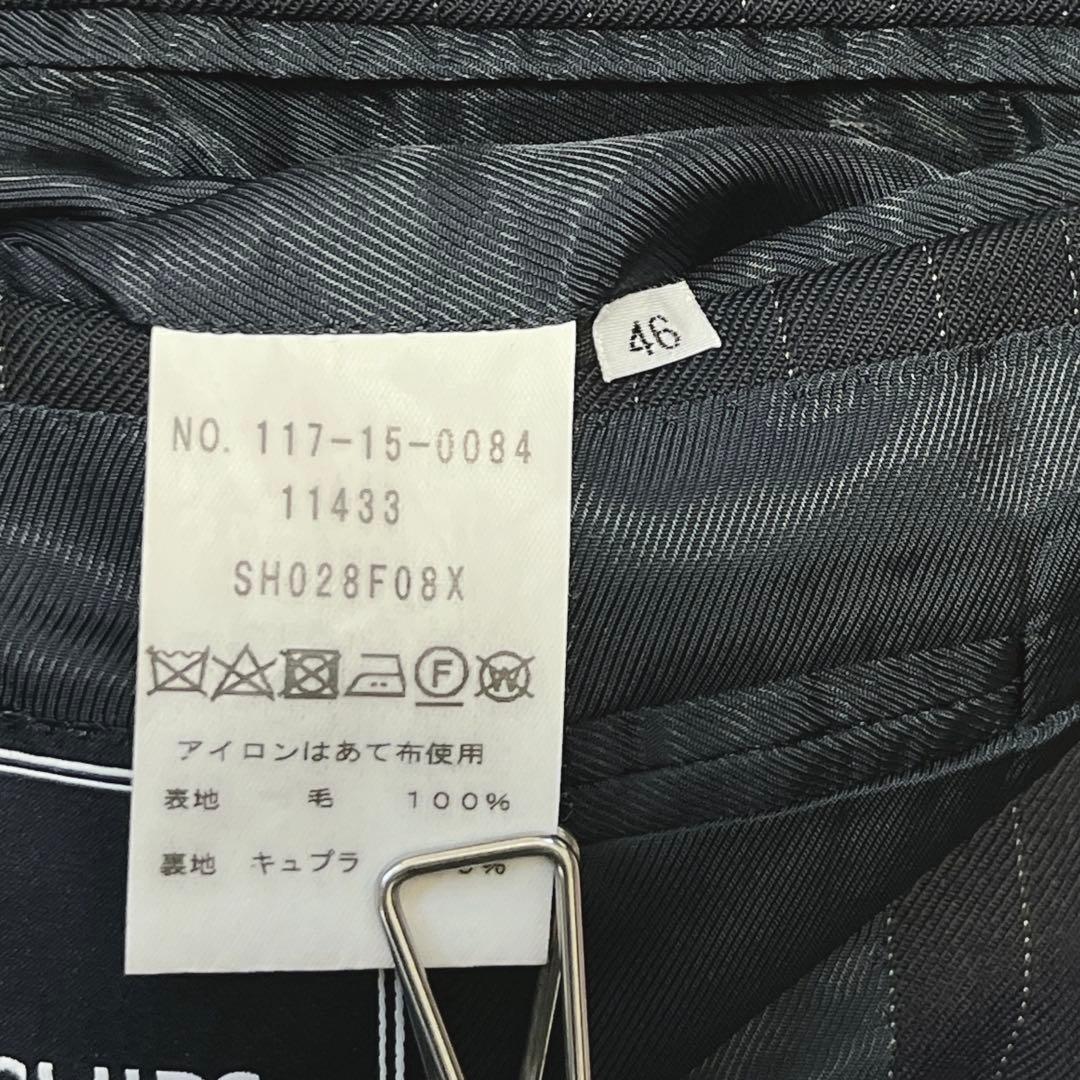 46
NO. 117-15-0084
11433
SH028F08X
F W
アイロンはあて布使用
表地 毛 100%
裏地 キュプラ %